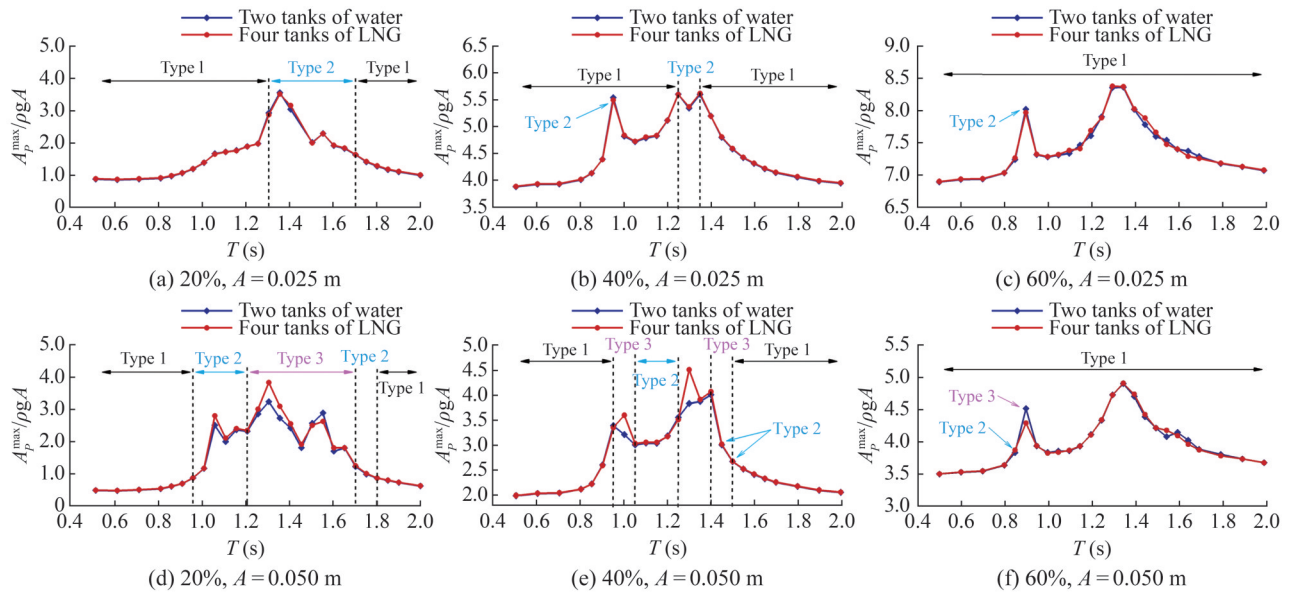 Two tanks of water
Four tanks of LNG
5.0
4.0
3.0
2.0
1.0
0
Type 1
Type 2
Type 1
A_P^max/ρgA
0.4 0.6 0.8 1.0 1.2 1.4 1.6 1.8 2.0
T (s)
(a) 20%, A = 0.025 m
Two tanks of water
Four tanks of LNG
6.5
6.0
5.5
5.0
4.5
4.0
3.5
Type 1
Type 2
Type 1
Type 2
A_P^max/ρgA
0.4 0.6 0.8 1.0 1.2 1.4 1.6 1.8 2.0
T (s)
(b) 40%, A = 0.025 m
Two tanks of water
Four tanks of LNG
9.0
8.5
8.0
7.5
7.0
6.5
Type 1
Type 2
A_P^max/ρgA
0.4 0.6 0.8 1.0 1.2 1.4 1.6 1.8 2.0
T (s)
(c) 60%, A = 0.025 m
Two tanks of water
Four tanks of LNG
5.0
4.0
3.0
2.0
1.0
0
Type 1
Type 2
Type 3
Type 2
Type 1
A_P^max/ρgA
0.4 0.6 0.8 1.0 1.2 1.4 1.6 1.8 2.0
T (s)
(d) 20%, A = 0.050 m
Two tanks of water
Four tanks of LNG
5.0
4.5
4.0
3.5
3.0
2.5
2.0
Type 1
Type 3
Type 2
Type 3
Type 1
Type 2
A_P^max/ρgA
0.4 0.6 0.8 1.0 1.2 1.4 1.6 1.8 2.0
T (s)
(e) 40%, A = 0.050 m
Two tanks of water
Four tanks of LNG
5.5
5.0
4.5
4.0
3.5
3.0
Type 1
Type 3
Type 2
A_P^max/ρgA
0.4 0.6 0.8 1.0 1.2 1.4 1.6 1.8 2.0
T (s)
(f) 60%, A = 0.050 m